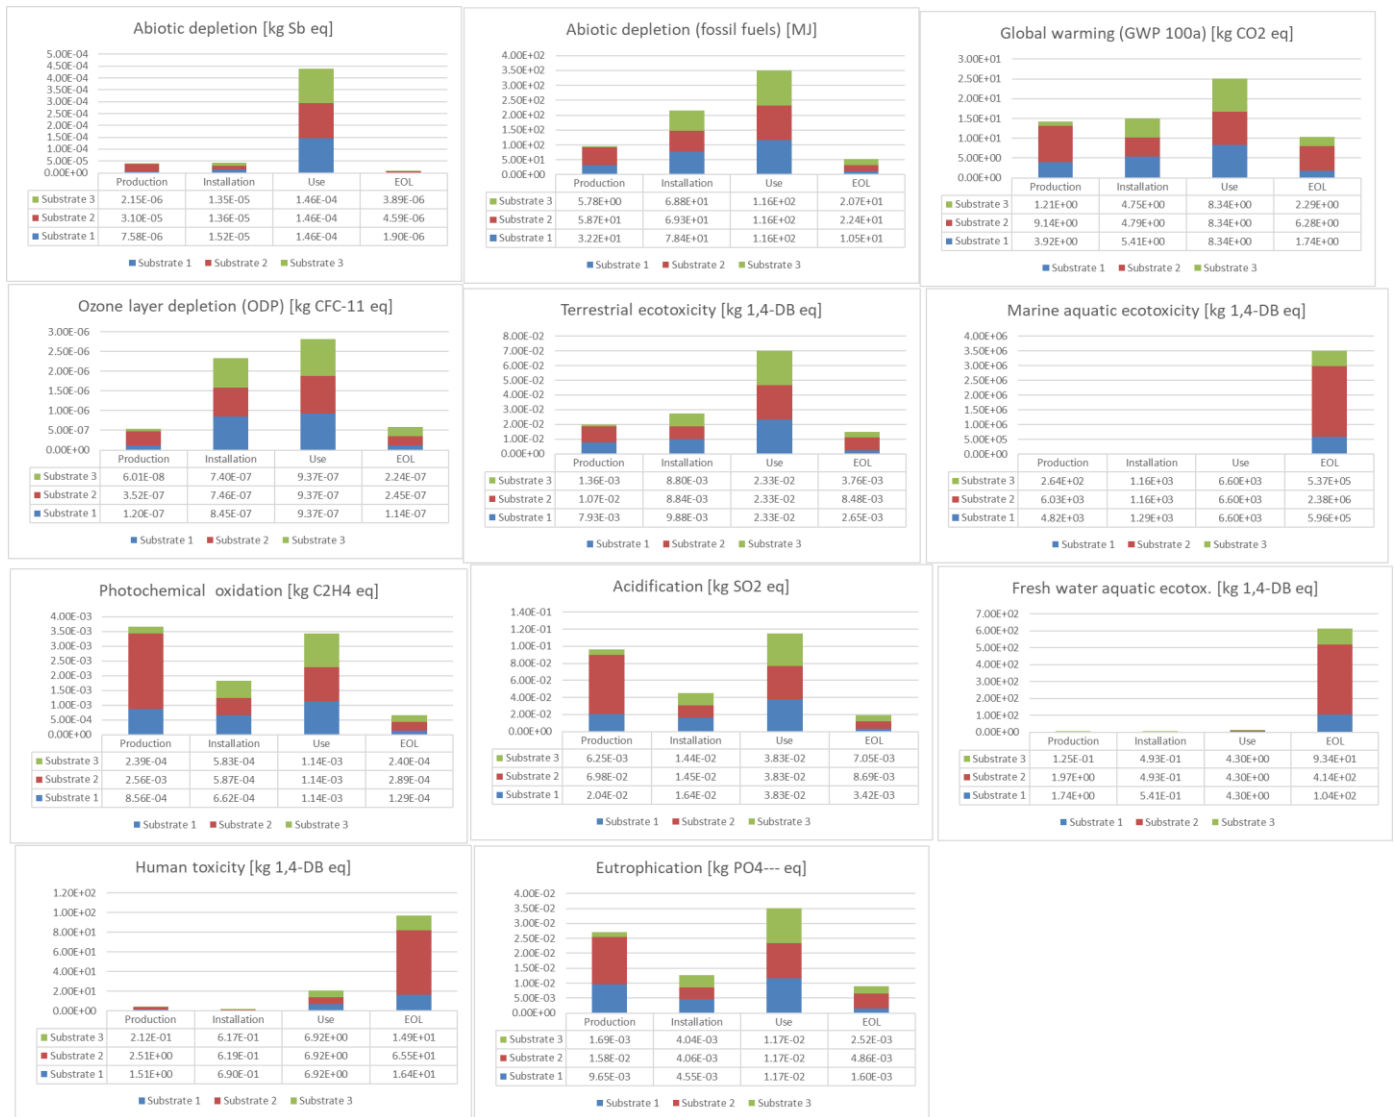 Abiotic depletion [kg Sb eq]
5.00E-04
4.50E-04
4.00E-04
3.50E-04
3.00E-04
2.50E-04
2.00E-04
1.50E-04
1.00E-04
5.00E-05
0.00E+00
Production Installation Use EOL
Substrate 3 2.15E-06 1.35E-05 1.46E-04 3.89E-06
Substrate 2 3.10E-05 1.36E-05 1.46E-04 4.59E-06
Substrate 1 7.58E-06 1.52E-05 1.46E-04 1.90E-06
Substrate 1 Substrate 2 Substrate 3
Abiotic depletion (fossil fuels) [MJ]
4.00E+02
3.50E+02
3.00E+02
2.50E+02
2.00E+02
1.50E+02
1.00E+02
5.00E+01
0.00E+00
Production Installation Use EOL
Substrate 3 5.78E+00 6.88E+01 1.16E+02 2.07E+01
Substrate 2 5.87E+01 6.93E+01 1.16E+02 2.24E+01
Substrate 1 3.22E+01 7.84E+01 1.16E+02 1.05E+01
Substrate 1 Substrate 2 Substrate 3
Global warming (GWP 100a) [kg CO2 eq]
3.00E+01
2.50E+01
2.00E+01
1.50E+01
1.00E+01
5.00E+00
0.00E+00
Production Installation Use EOL
Substrate 3 1.21E+00 4.75E+00 8.34E+00 2.29E+00
Substrate 2 9.14E+00 4.79E+00 8.34E+00 6.28E+00
Substrate 1 3.92E+00 5.41E+00 8.34E+00 1.74E+00
Substrate 1 Substrate 2 Substrate 3
Ozone layer depletion (ODP) [kg CFC-11 eq]
3.00E-06
2.50E-06
2.00E-06
1.50E-06
1.00E-06
5.00E-07
0.00E+00
Production Installation Use EOL
Substrate 3 6.01E-08 7.40E-07 9.37E-07 2.24E-07
Substrate 2 3.52E-07 7.46E-07 9.37E-07 2.45E-07
Substrate 1 1.20E-07 8.45E-07 9.37E-07 1.14E-07
Substrate 1 Substrate 2 Substrate 3
Terrestrial ecotoxicity [kg 1,4-DB eq]
8.00E-02
7.00E-02
6.00E-02
5.00E-02
4.00E-02
3.00E-02
2.00E-02
1.00E-02
0.00E+00
Production Installation Use EOL
Substrate 3 1.36E-03 8.80E-03 2.33E-02 3.76E-03
Substrate 2 1.07E-02 8.84E-03 2.33E-02 8.48E-03
Substrate 1 7.93E-03 9.88E-03 2.33E-02 2.65E-03
Substrate 1 Substrate 2 Substrate 3
Marine aquatic ecotoxicity [kg 1,4-DB eq]
4.00E+06
3.50E+06
3.00E+06
2.50E+06
2.00E+06
1.50E+06
1.00E+06
5.00E+05
0.00E+00
Production Installation Use EOL
Substrate 3 2.64E+02 1.16E+03 6.60E+03 5.37E+05
Substrate 2 6.03E+03 1.16E+03 6.60E+03 2.38E+06
Substrate 1 4.82E+03 1.29E+03 6.60E+03 5.96E+05
Substrate 1 Substrate 2 Substrate 3
Photochemical oxidation [kg C2H4 eq]
4.00E-03
3.50E-03
3.00E-03
2.50E-03
2.00E-03
1.50E-03
1.00E-03
5.00E-04
0.00E+00
Production Installation Use EOL
Substrate 3 2.39E-04 5.83E-04 1.14E-03 2.40E-04
Substrate 2 2.56E-03 5.87E-04 1.14E-03 2.89E-04
Substrate 1 8.56E-04 6.62E-04 1.14E-03 1.29E-04
Substrate 1 Substrate 2 Substrate 3
Acidification [kg SO2 eq]
1.40E-01
1.20E-01
1.00E-01
8.00E-02
6.00E-02
4.00E-02
2.00E-02
0.00E+00
Production Installation Use EOL
Substrate 3 6.25E-03 1.44E-02 3.83E-02 7.05E-03
Substrate 2 6.98E-02 1.45E-02 3.83E-02 8.69E-03
Substrate 1 2.04E-02 1.64E-02 3.83E-02 3.42E-03
Substrate 1 Substrate 2 Substrate 3
Fresh water aquatic ecotox. [kg 1,4-DB eq]
7.00E+02
6.00E+02
5.00E+02
4.00E+02
3.00E+02
2.00E+02
1.00E+02
0.00E+00
Production Installation Use EOL
Substrate 3 1.25E-01 4.93E-01 4.30E+00 9.34E+01
Substrate 2 1.97E+00 4.93E-01 4.30E+00 4.14E+02
Substrate 1 1.74E+00 5.41E-01 4.30E+00 1.04E+02
Substrate 1 Substrate 2 Substrate 3
Human toxicity [kg 1,4-DB eq]
1.20E+02
1.00E+02
8.00E+01
6.00E+01
4.00E+01
2.00E+01
0.00E+00
Production Installation Use EOL
Substrate 3 2.12E-01 6.17E-01 6.92E+00 1.49E+01
Substrate 2 2.51E+00 6.19E-01 6.92E+00 6.55E+01
Substrate 1 1.51E+00 6.90E-01 6.92E+00 1.64E+01
Substrate 1 Substrate 2 Substrate 3
Eutrophication [kg PO4--- eq]
4.00E-02
3.50E-02
3.00E-02
2.50E-02
2.00E-02
1.50E-02
1.00E-02
5.00E-03
0.00E+00
Production Installation Use EOL
Substrate 3 1.69E-03 4.04E-03 1.17E-02 2.52E-03
Substrate 2 1.58E-02 4.06E-03 1.17E-02 4.86E-03
Substrate 1 9.65E-03 4.55E-03 1.17E-02 1.60E-03
Substrate 1 Substrate 2 Substrate 3